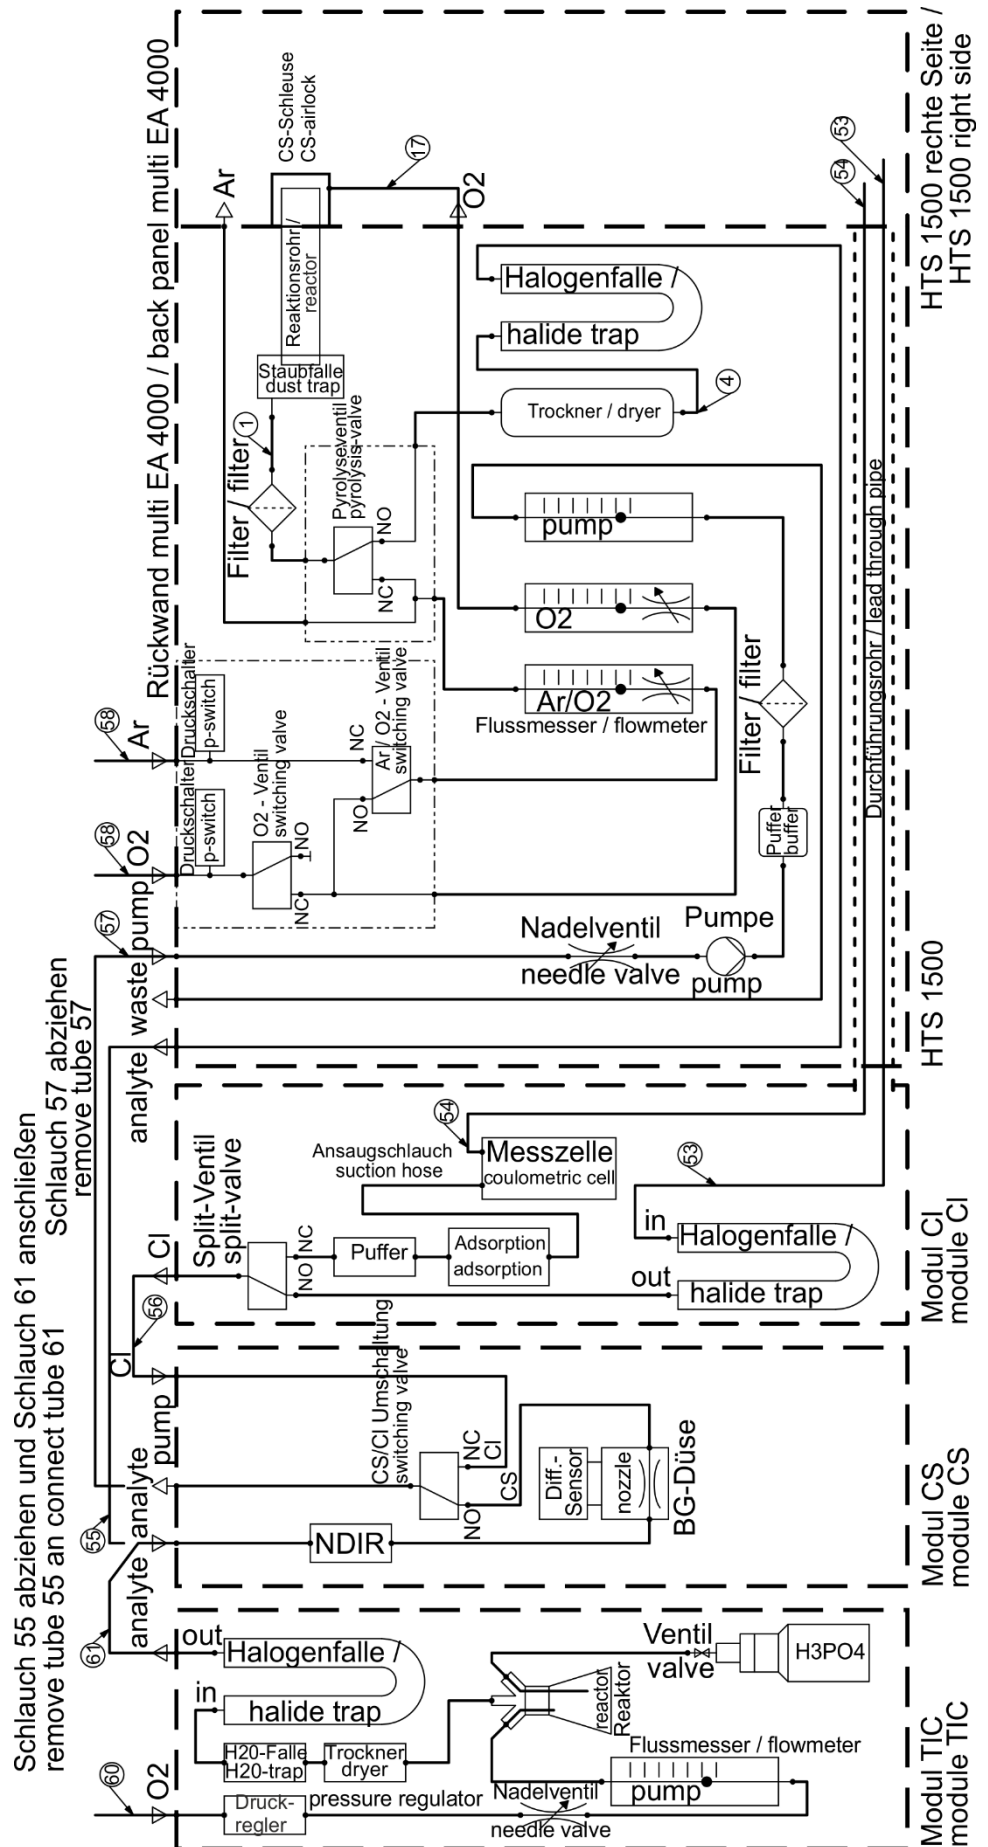 Schlauch 55 abziehen und Schlauch 61 anschließen
remove tube 55 an connect tube 61
Schlauch 57 abziehen
remove tube 57
Rückwand multi EA 4000 / back panel multi EA 4000
HTS 1500 rechte Seite /
HTS 1500 right side
CS-Schleuse
CS-airlock
Ar
17
O2
54
53
Reaktionsrohr /
reactor
Staubfalle
dust trap
1
Filter / filter
Pyrolyseventil
pyrolysis-valve
NO
NC
Halogenfalle /
halide trap
Trockner / dryer
4
pump
O2
Ar/O2
Flussmesser / flowmeter
58
Ar
Druckschalter
p-switch
58
O2
Druckschalter
p-switch
O2 - Ventil
switching valve
NO
NC
Ar / O2 - Ventil
switching valve
NC
NO
Filter / filter
Puffer
buffer
Durchführungsrohr / lead through pipe
57
pump
waste
analyte
Nadelventil
needle valve
Pumpe
pump
HTS 1500
54
Ansaugschlauch
suction hose
Messzelle
coulometric cell
Split-Ventil
split-valve
NC
NO
Puffer
Adsorption
adsorption
53
in
Halogenfalle /
out
halide trap
Cl
56
Modul Cl
module Cl
Cl
pump
analyte
55
CS/Cl Umschaltung
switching valve
NC
Cl
NO
CS
Diff.-
Sensor
nozzle
BG-Düse
NDIR
Modul CS
module CS
61
analyte
out
Halogenfalle /
in
halide trap
H20-Falle
H20-trap
Trockner
dryer
Ventil
valve
H3PO4
reactor
Reaktor
Flussmesser / flowmeter
pump
60
O2
Druck-
regler
pressure regulator
Nadelventil
needle valve
Modul TIC
module TIC